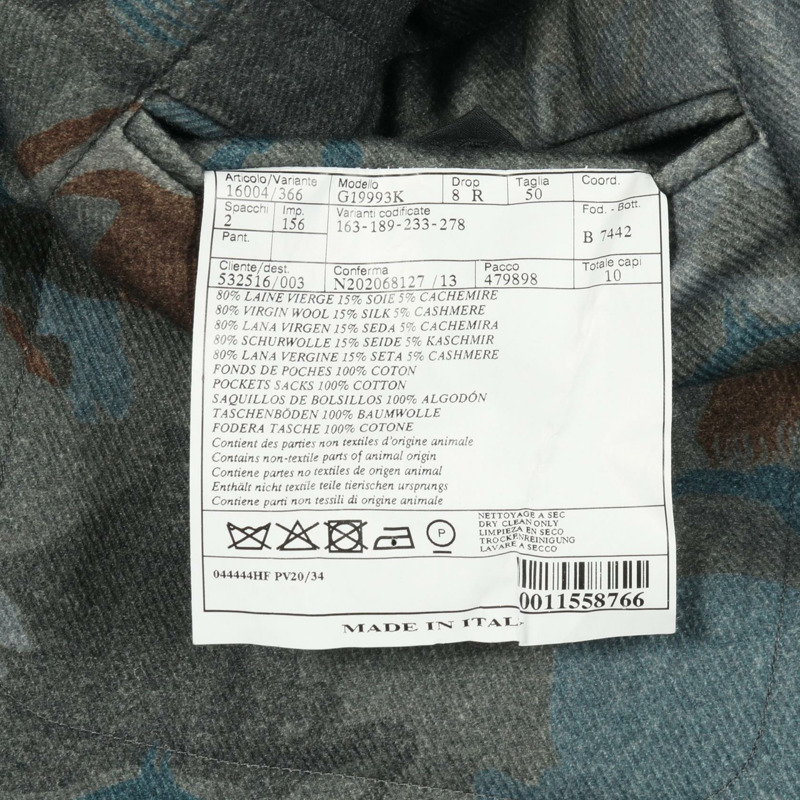 Articolo/Variante Modello Drop Taglia Coord.
16004/366 G19993K 8 R 50
Spacchi Imp. Varianti codificate Fod. - Bott.
2 156 163-189-233-278 B 7442
Pant.
Cliente/dest. Conferma Pacco Totale capi
532516/003 N202068127 /13 479898 10
80% LAINE VIERGE 15% SOIE 5% CACHEMIRE
80% VIRGIN WOOL 15% SILK 5% CASHMERE
80% LANA VIRGEN 15% SEDA 5% CACHEMIRA
80% SCHURWOLLE 15% SEIDE 5% KASCHMIR
80% LANA VERGINE 15% SETA 5% CASHMERE
FONDS DE POCHES 100% COTON
POCKETS SACKS 100% COTTON
SAQUILLOS DE BOLSILLOS 100% ALGODÓN
TASCHENBÖDEN 100% BAUMWOLLE
FODERA TASCHE 100% COTONE
Contient des parties non textiles d'origine animale
Contains non-textile parts of animal origin
Contiene partes no textiles de origen animal
Enthält nicht textile teile tierischen ursprungs
Contiene parti non tessili di origine animale
P
NETTOYAGE A SEC
DRY CLEAN ONLY
LIMPIEZA EN SECO
TROCKENREINIGUNG
LAVARE A SECCO
044444HF PV20/34
0011558766
MADE IN ITAL